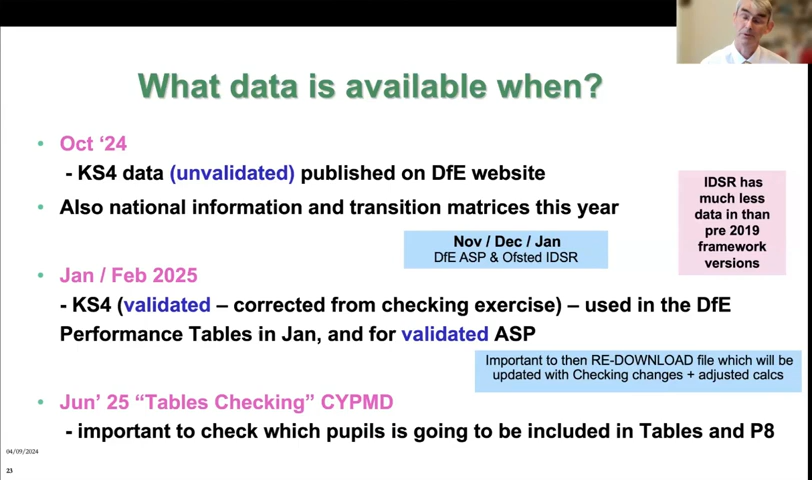 What data is available when?
• Oct ‘24
- KS4 data (unvalidated) published on DfE website
• Also national information and transition matrices this year
IDSR has
much less
data in than
pre 2019
framework
versions
Nov / Dec / Jan
DfE ASP & Ofsted IDSR
• Jan / Feb 2025
- KS4 (validated – corrected from checking exercise) – used in the DfE
Performance Tables in Jan, and for validated ASP
Important to then RE-DOWNLOAD file which will be
updated with Checking changes + adjusted calcs
• Jun’ 25 “Tables Checking” CYPMD
- important to check which pupils is going to be included in Tables and P8
04/09/2024
23